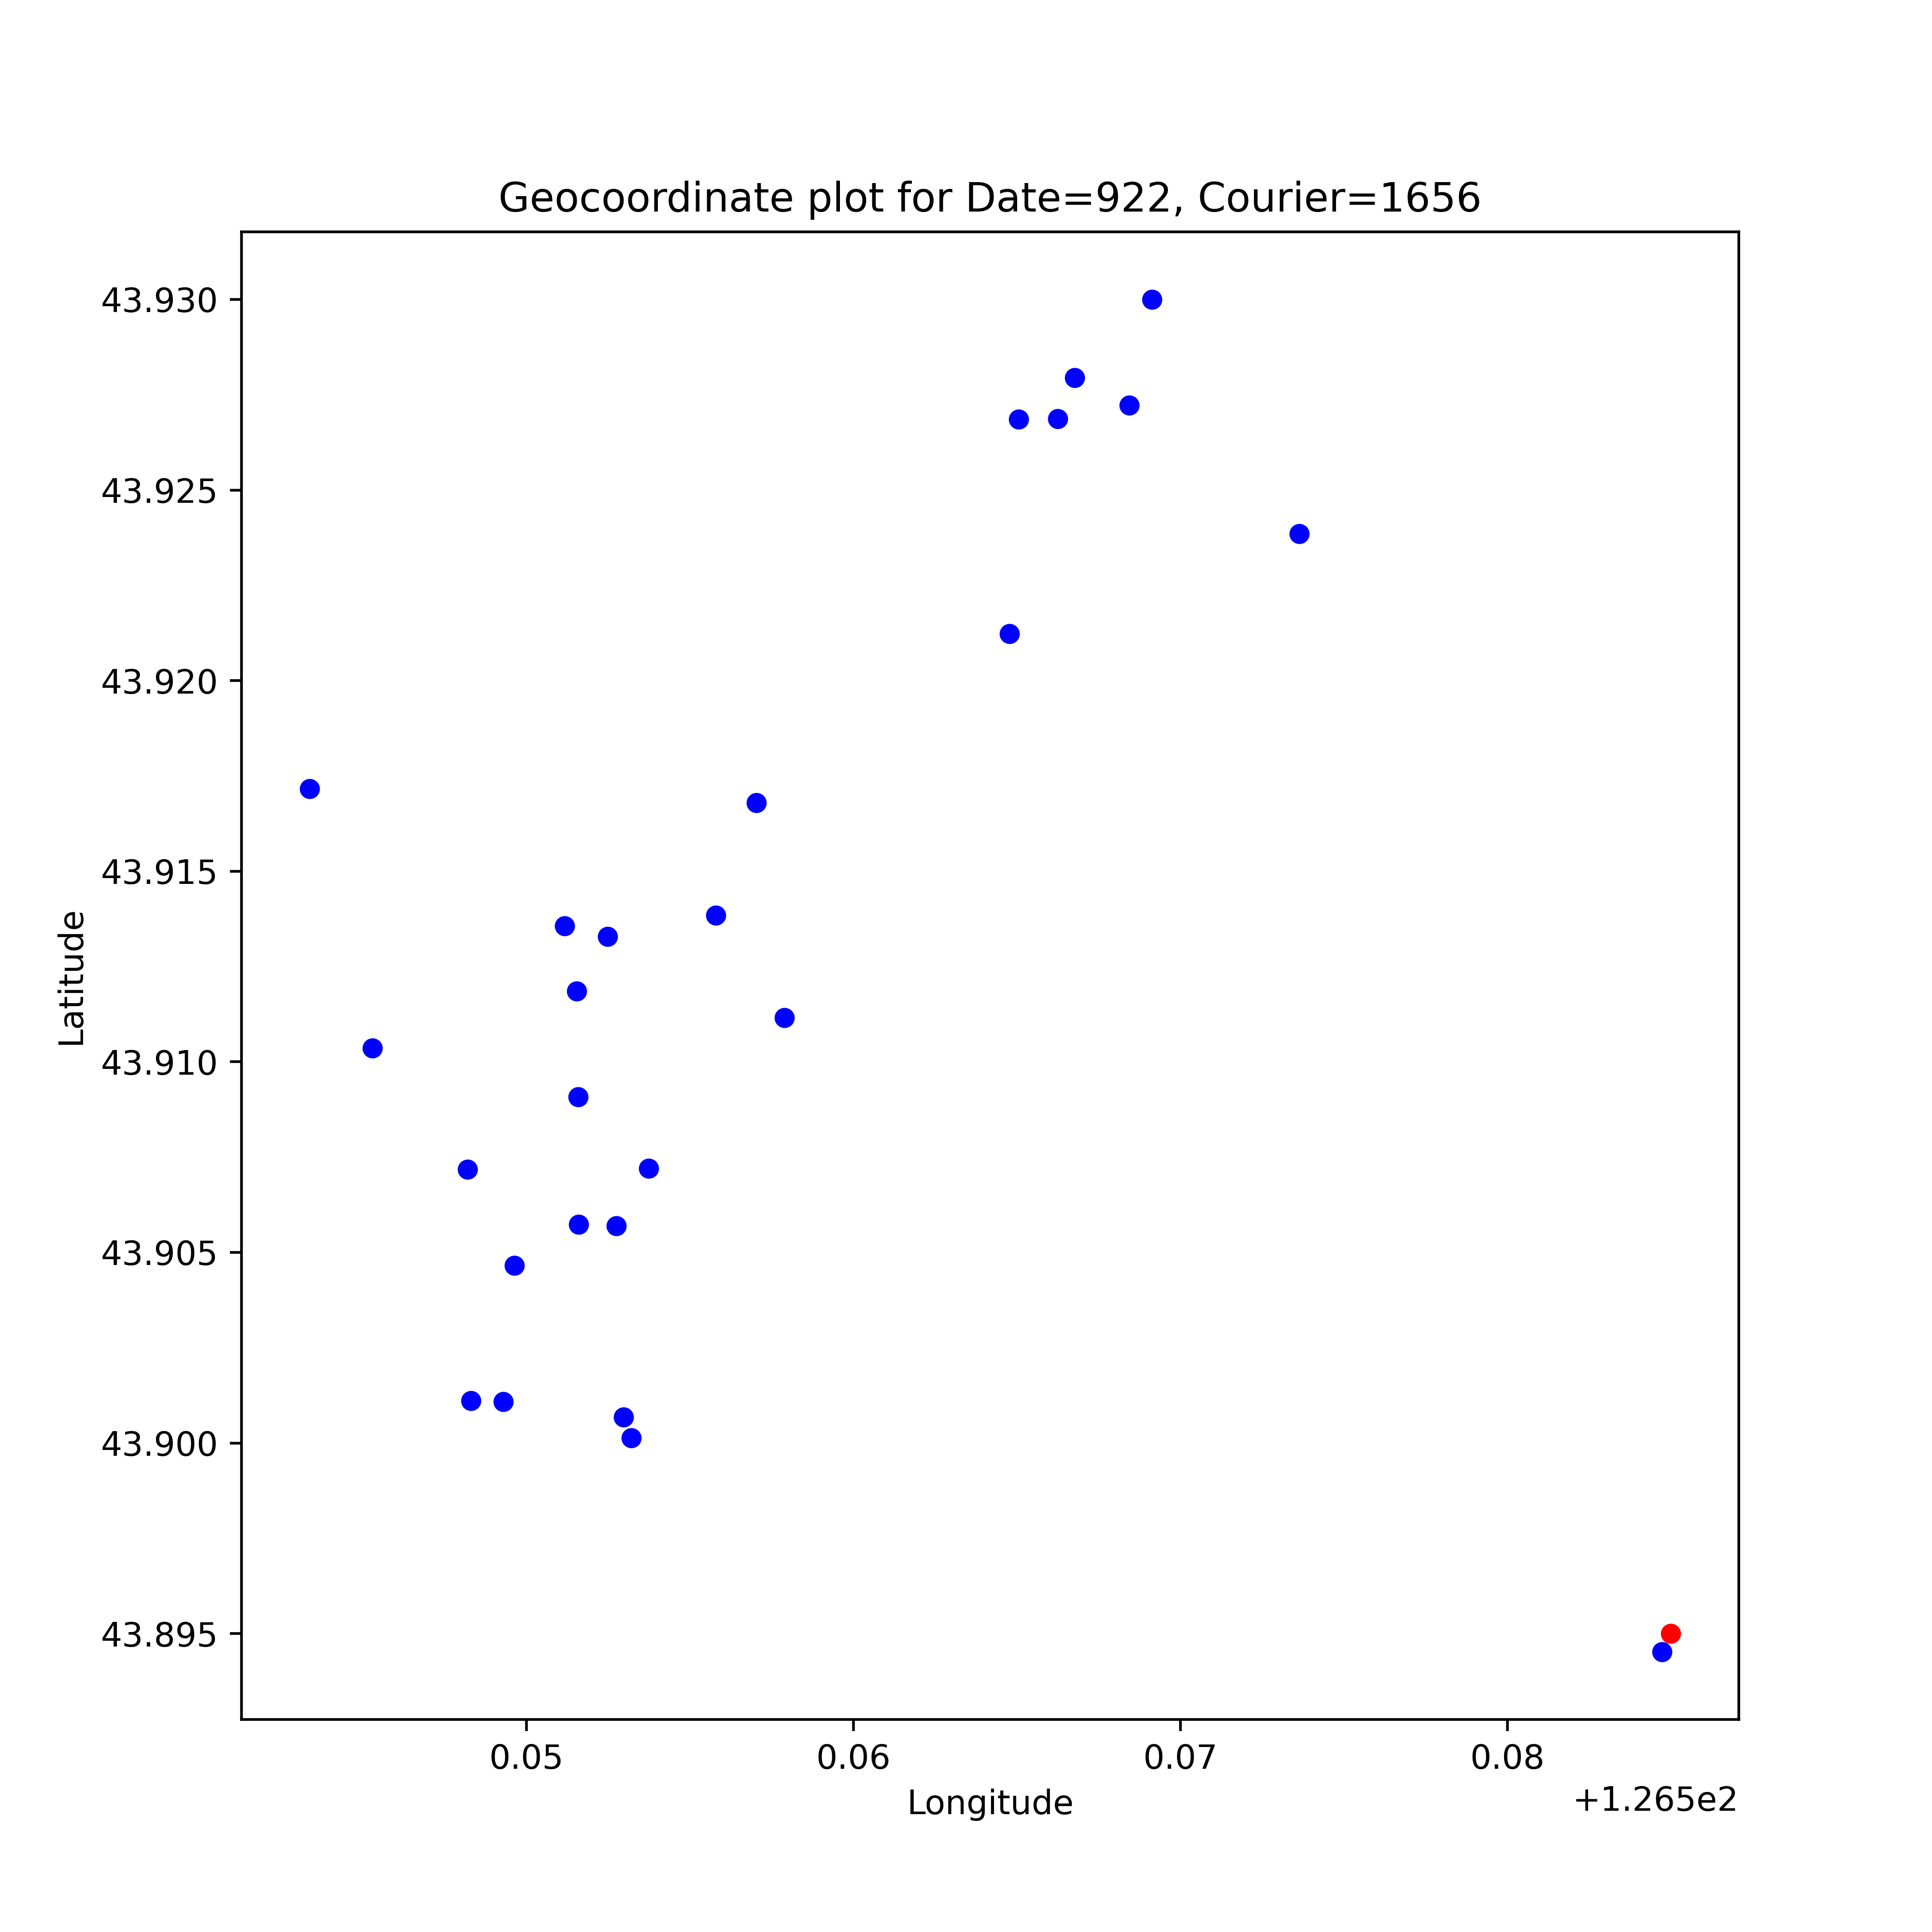 Geocoordinate plot for Date=922, Courier=1656
43.930
43.925
43.920
43.915
43.910
43.905
43.900
43.895
Latitude
0.05 0.06 0.07 0.08
Longitude
+1.265e2